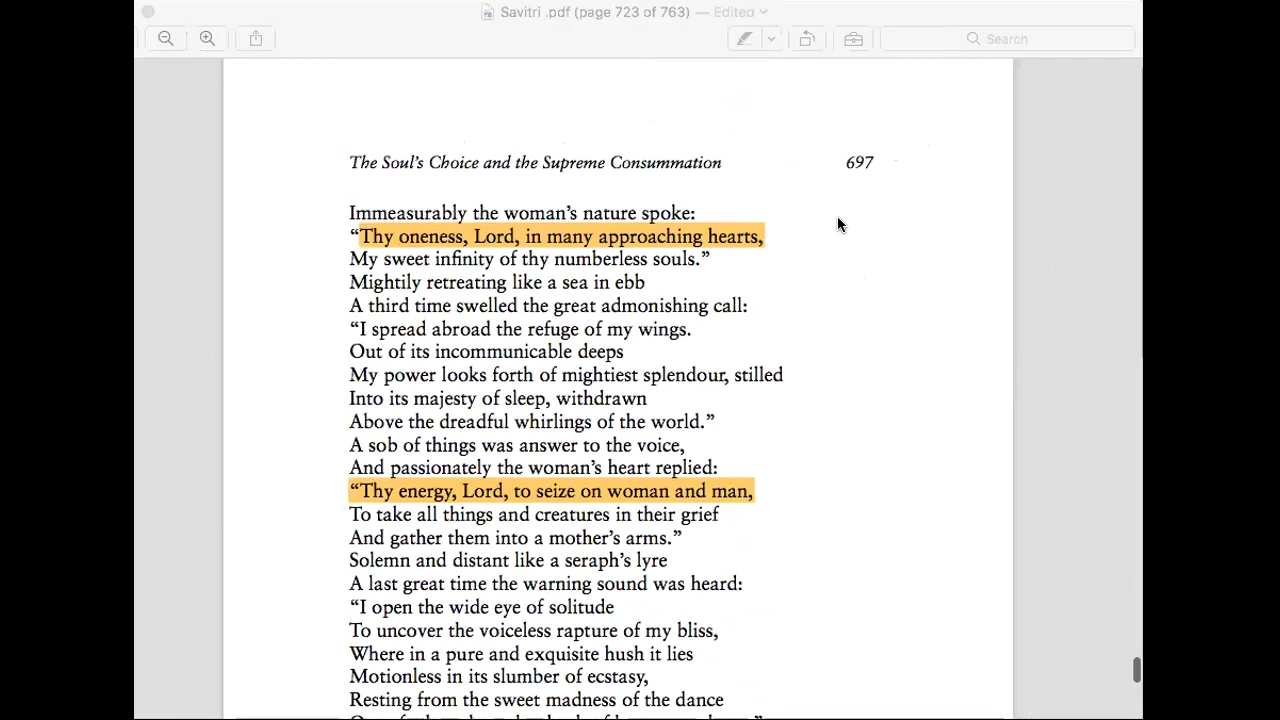 Savitri .pdf (page 723 of 763) — Edited
Search
The Soul's Choice and the Supreme Consummation 697
Immeasurably the woman's nature spoke:
“Thy oneness, Lord, in many approaching hearts,
My sweet infinity of thy numberless souls.”
Mightily retreating like a sea in ebb
A third time swelled the great admonishing call:
“I spread abroad the refuge of my wings.
Out of its incommunicable deeps
My power looks forth of mightiest splendour, stilled
Into its majesty of sleep, withdrawn
Above the dreadful whirlings of the world.”
A sob of things was answer to the voice,
And passionately the woman's heart replied:
“Thy energy, Lord, to seize on woman and man,
To take all things and creatures in their grief
And gather them into a mother's arms.”
Solemn and distant like a seraph's lyre
A last great time the warning sound was heard:
“I open the wide eye of solitude
To uncover the voiceless rapture of my bliss,
Where in a pure and exquisite hush it lies
Motionless in its slumber of ecstasy,
Resting from the sweet madness of the dance